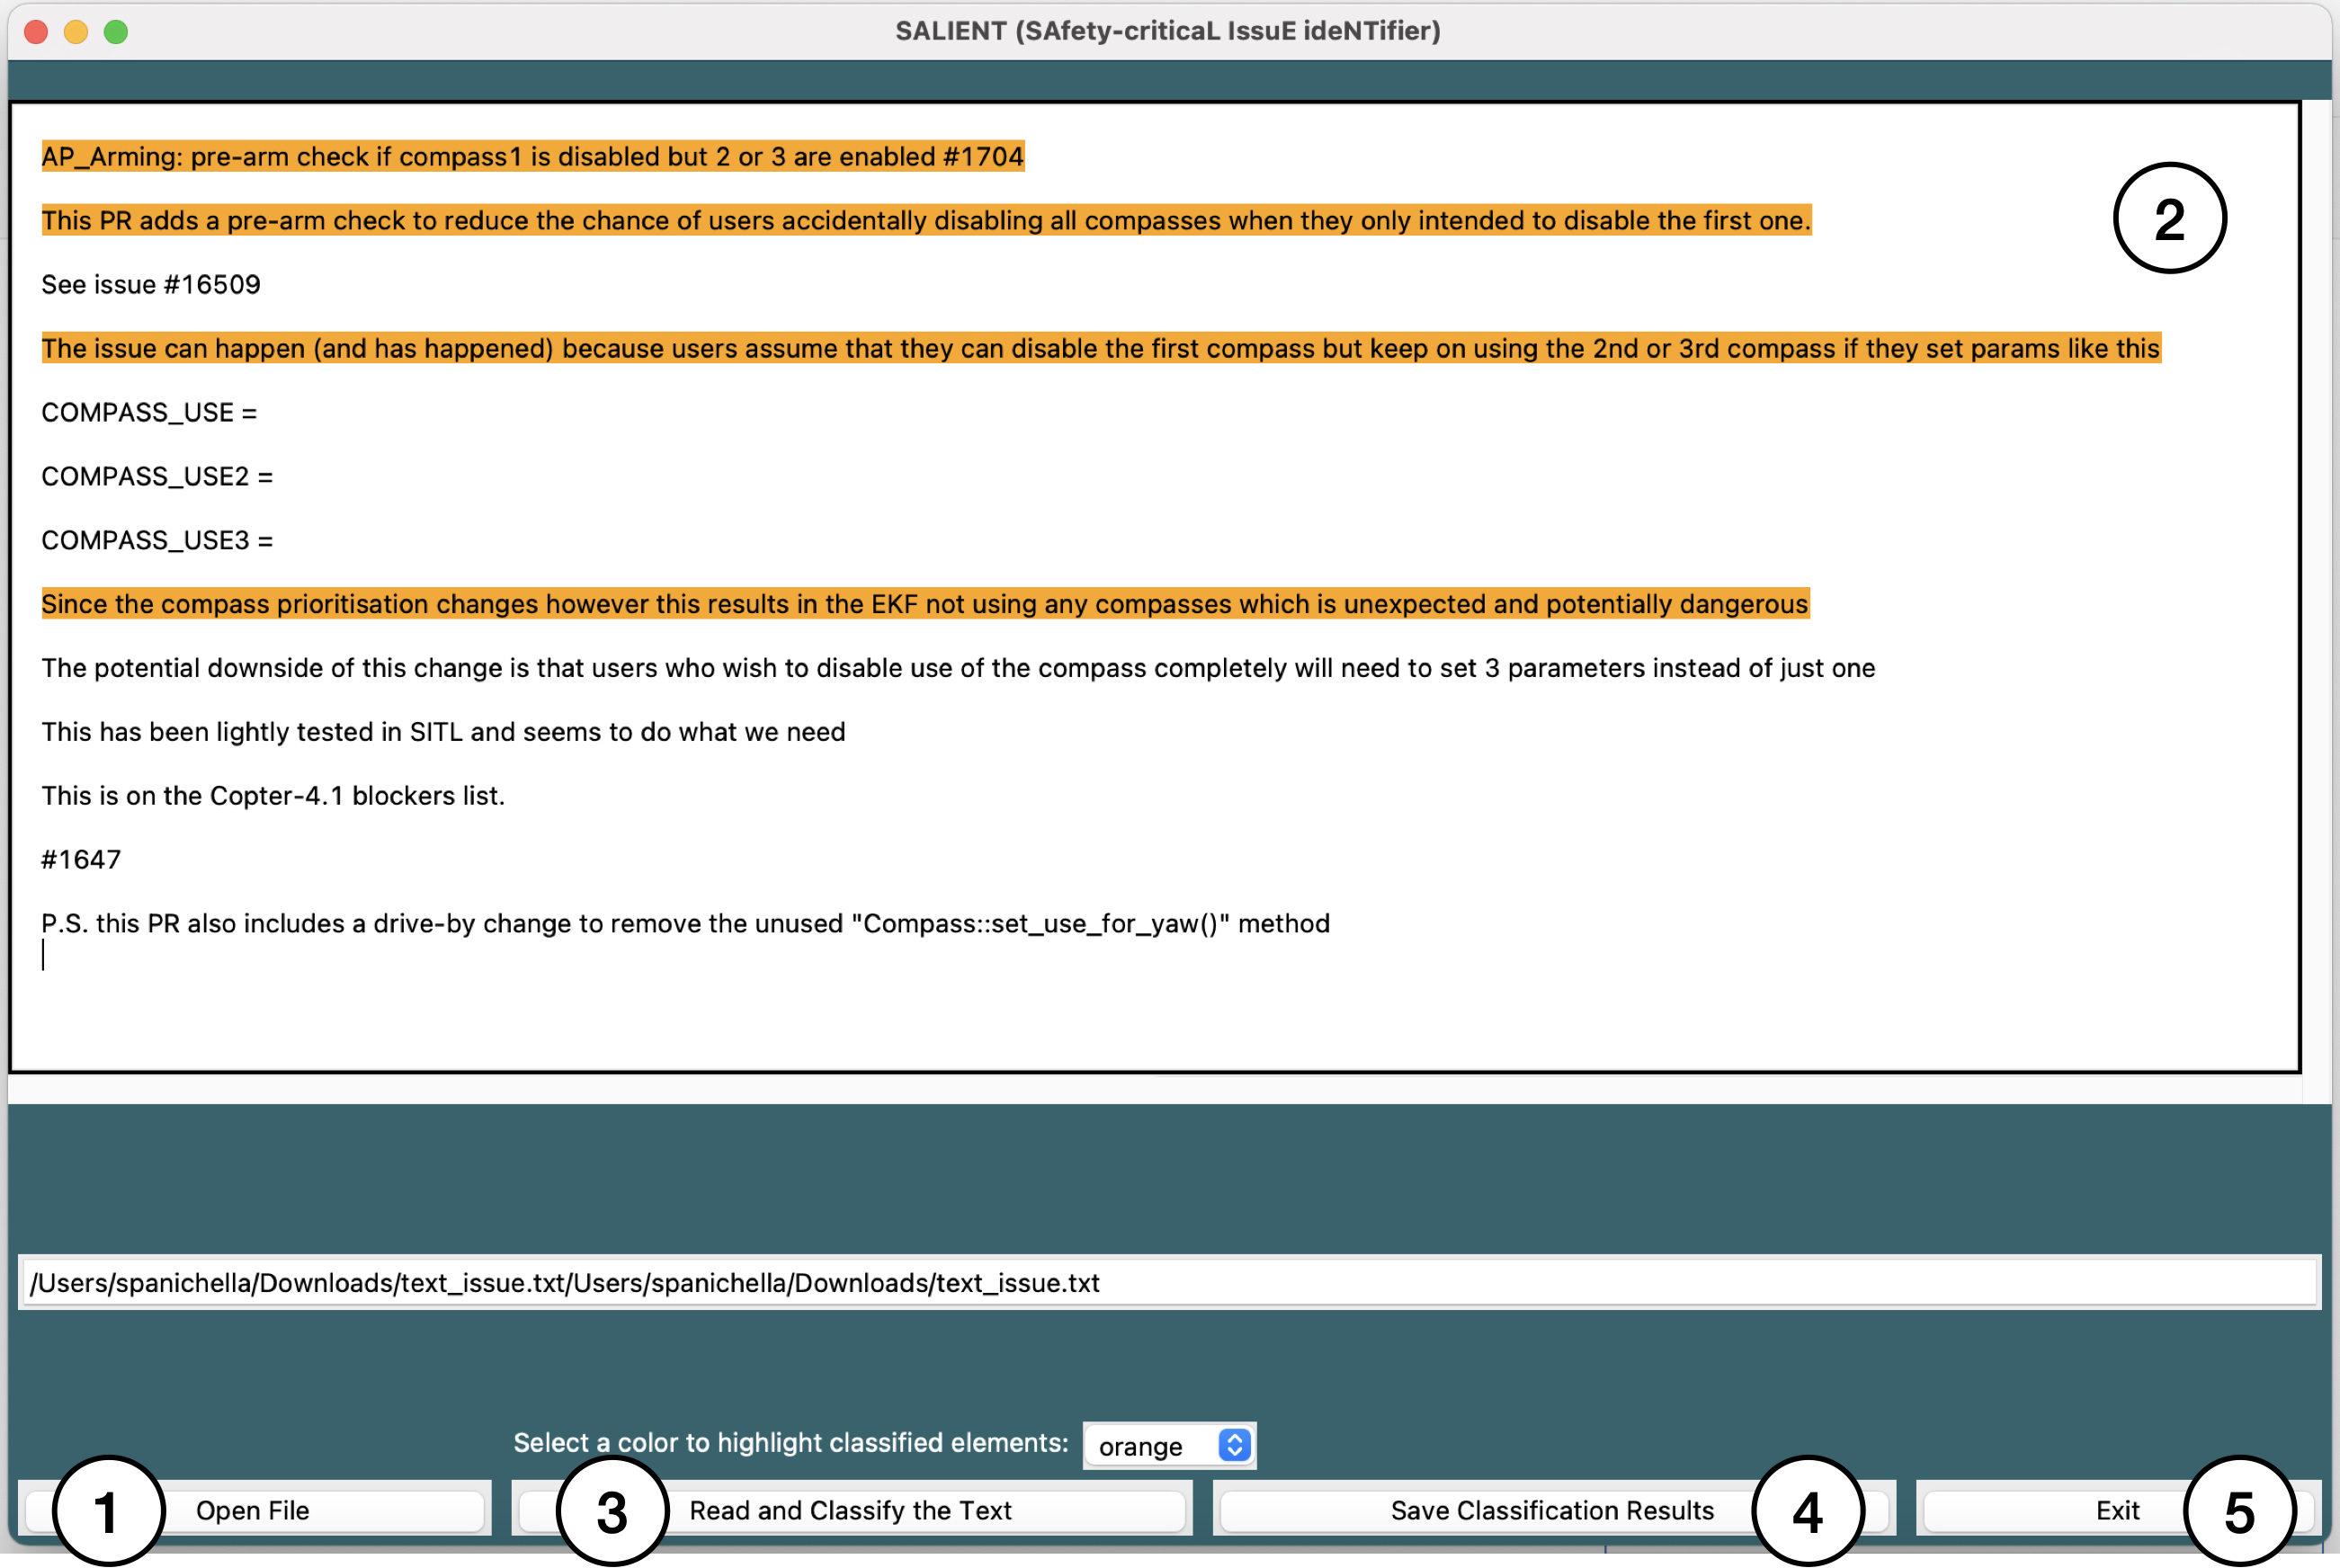 SALIENT (SAfety-criticaL IssuE ideNTifier)
AP_Arming: pre-arm check if compass1 is disabled but 2 or 3 are enabled #1704
2
This PR adds a pre-arm check to reduce the chance of users accidentally disabling all compasses when they only intended to disable the first one.
See issue #16509
The issue can happen (and has happened) because users assume that they can disable the first compass but keep on using the 2nd or 3rd compass if they set params like this
COMPASS_USE =
COMPASS_USE2 =
COMPASS_USE3 =
Since the compass prioritisation changes however this results in the EKF not using any compasses which is unexpected and potentially dangerous
The potential downside of this change is that users who wish to disable use of the compass completely will need to set 3 parameters instead of just one
This has been lightly tested in SITL and seems to do what we need
This is on the Copter-4.1 blockers list.
#1647
P.S. this PR also includes a drive-by change to remove the unused "Compass::set_use_for_yaw()" method
/Users/spanichella/Downloads/text_issue.txt/Users/spanichella/Downloads/text_issue.txt
Select a color to highlight classified elements: orange
1 Open File
3 Read and Classify the Text
Save Classification Results 4
Exit 5